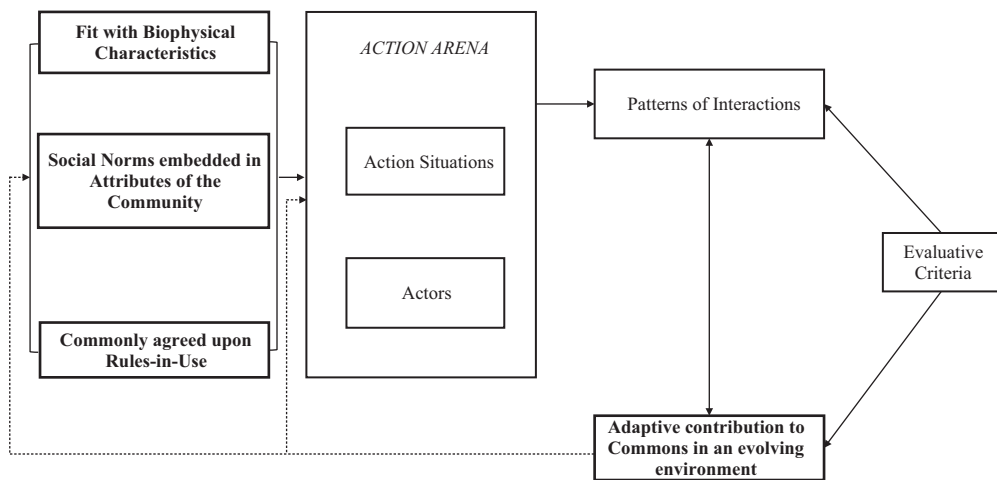 Fit with Biophysical
Characteristics
Social Norms embedded in
Attributes of the
Community
Commonly agreed upon
Rules-in-Use
ACTION ARENA
Action Situations
Actors
Patterns of Interactions
Evaluative
Criteria
Adaptive contribution to
Commons in an evolving
environment